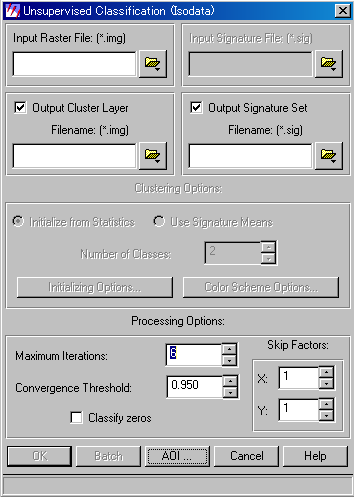 Unsupervised Classification (Isodata)
Input Raster File: (*.img)
Input Signature File: (*.sig)
Output Cluster Layer
Filename: (*.img)
Output Signature Set
Filename: (*.sig)
Clustering Options:
Initialize from Statistics
Use Signature Means
Number of Classes:
2
Initializing Options...
Color Scheme Options...
Processing Options:
Maximum Iterations:
6
Convergence Threshold:
0.950
Classify zeros
Skip Factors:
X:
1
Y:
1
OK
Batch
AOI ...
Cancel
Help